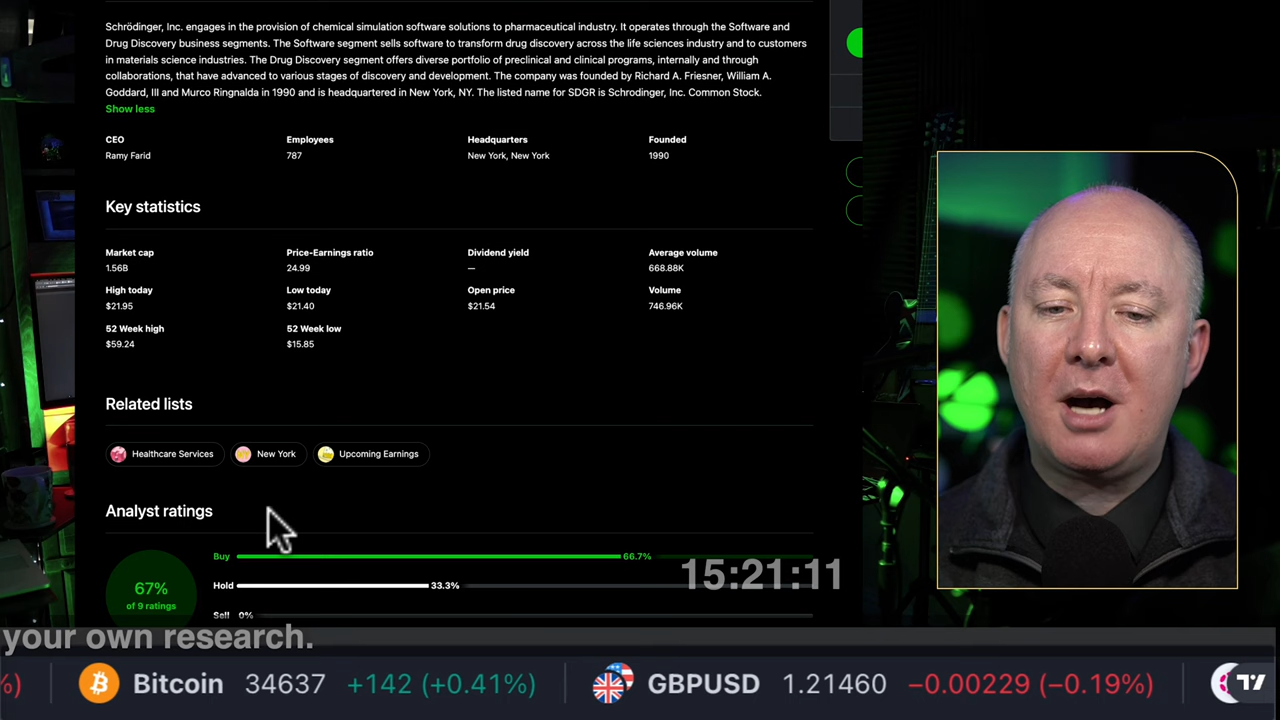 Schrödinger, Inc. engages in the provision of chemical simulation software solutions to pharmaceutical industry. It operates through the Software and
Drug Discovery business segments. The Software segment sells software to transform drug discovery across the life sciences industry and to customers
in materials science industries. The Drug Discovery segment offers diverse portfolio of preclinical and clinical programs, internally and through
collaborations, that have advanced to various stages of discovery and development. The company was founded by Richard A. Friesner, William A.
Goddard, III and Murco Ringnalda in 1990 and is headquartered in New York, NY. The listed name for SDGR is Schrodinger, Inc. Common Stock.
Show less
CEO Employees Headquarters Founded
Ramy Farid 787 New York, New York 1990
Key statistics
Market cap Price-Earnings ratio Dividend yield Average volume
1.56B 24.99 — 668.88K
High today Low today Open price Volume
$21.95 $21.40 $21.54 746.96K
52 Week high 52 Week low
$59.24 $15.85
Related lists
Healthcare Services New York Upcoming Earnings
Analyst ratings
Buy 66.7%
67% Hold 33.3%
of 9 ratings
Sell 0%
15:21:11
your own research.
%) Bitcoin 34637 +142 (+0.41%) GBPUSD 1.21460 −0.00229 (−0.19%)